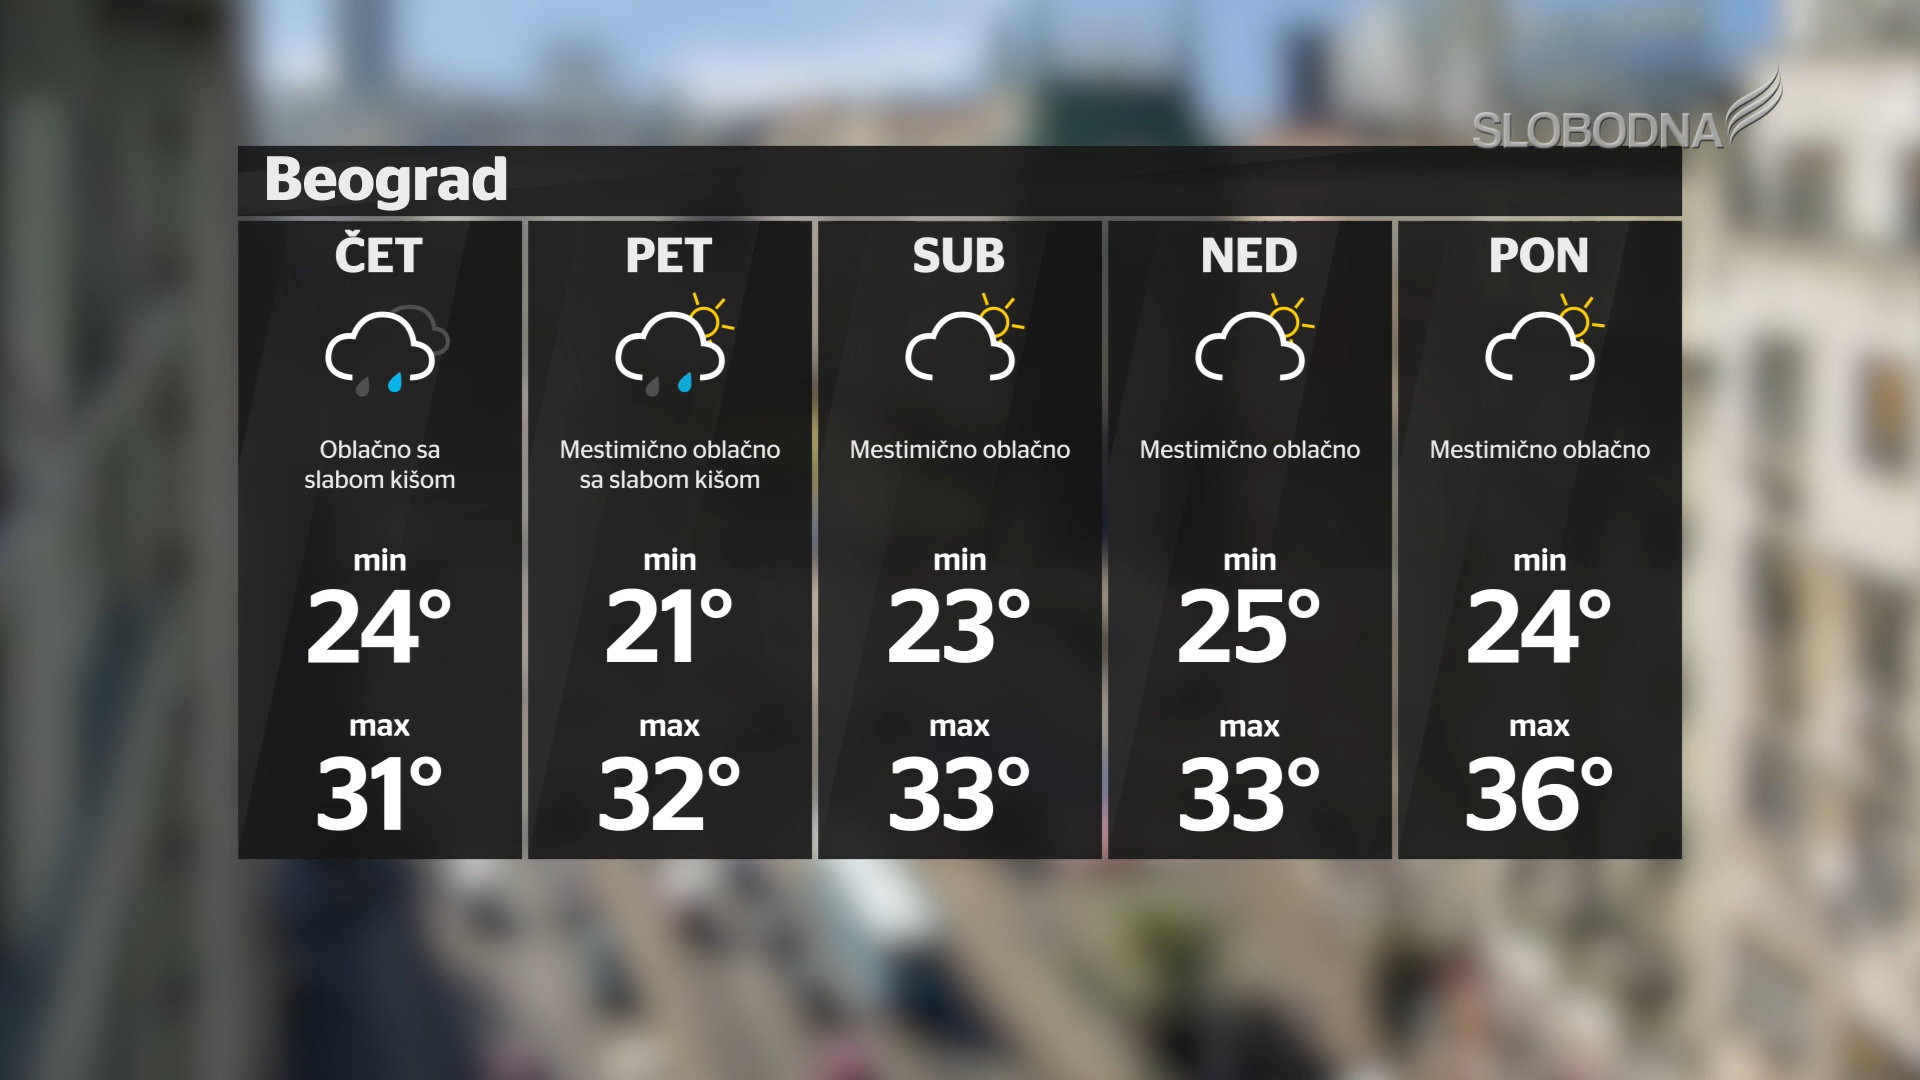 SLOBODNA
Beograd
ČET
Oblačno sa
slabom kišom
min
24°
max
31°
PET
Mestimično oblačno
sa slabom kišom
min
21°
max
32°
SUB
Mestimično oblačno
min
23°
max
33°
NED
Mestimično oblačno
min
25°
max
33°
PON
Mestimično oblačno
min
24°
max
36°